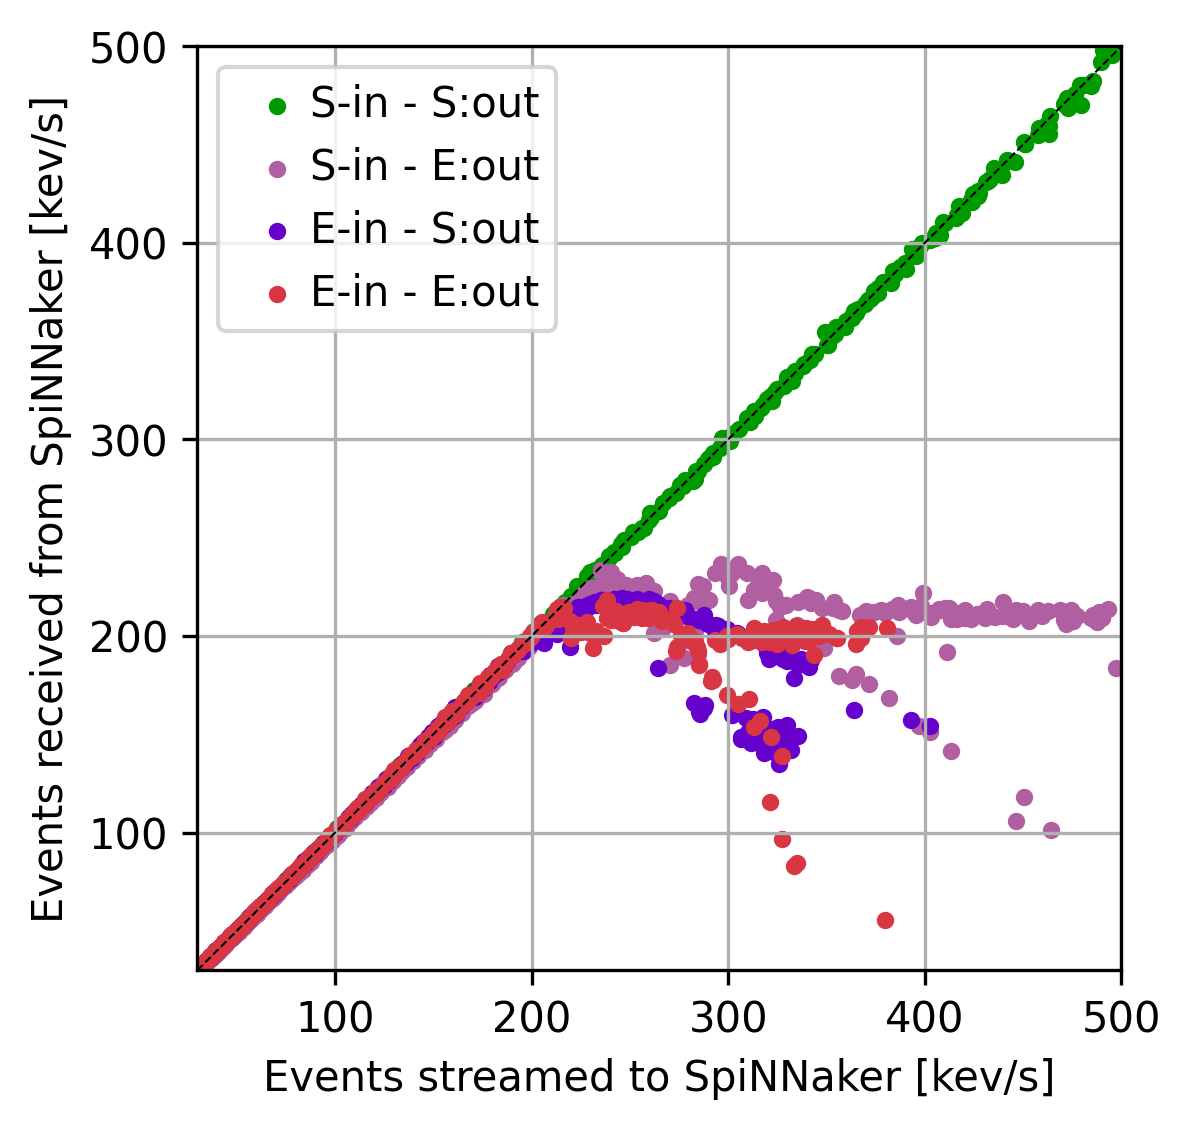 500
400
300
200
100
Events received from SpiNNaker [kev/s]
S-in - S:out
S-in - E:out
E-in - S:out
E-in - E:out
100 200 300 400 500
Events streamed to SpiNNaker [kev/s]